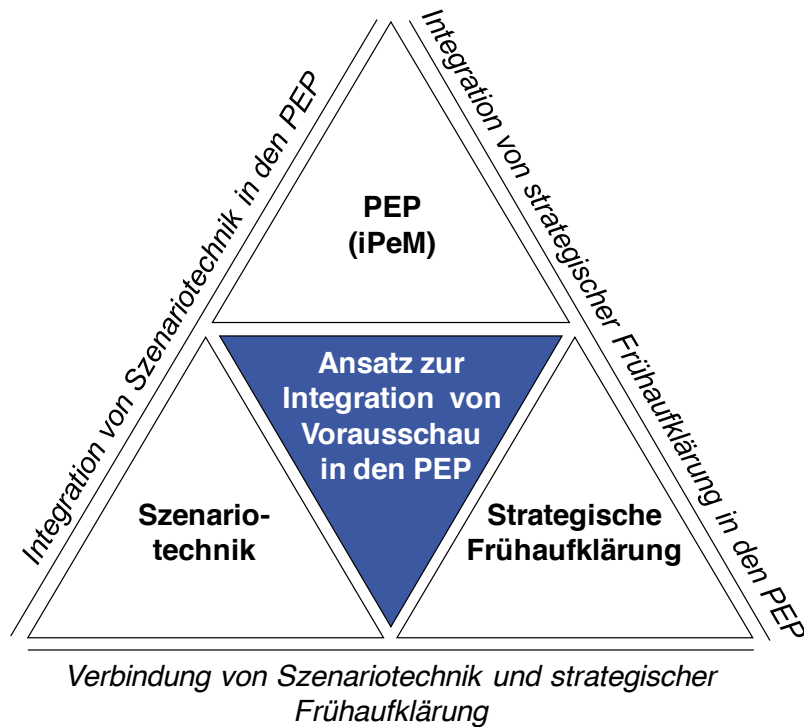 Integration von Szenariotechnik in den PEP
Integration von strategischer Frühaufklärung in den PEP
PEP
(iPeM)
Ansatz zur
Integration von
Vorausschau
in den PEP
Szenario-
technik
Strategische
Frühaufklärung
Verbindung von Szenariotechnik und strategischer
Frühaufklärung